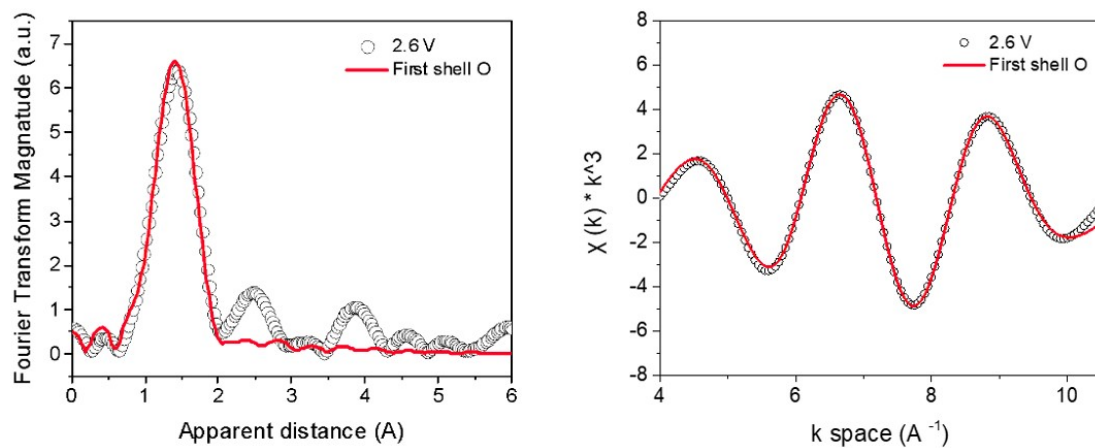 Fourier Transform Magnitude (a.u.)
7
6
5
4
3
2
1
0
2.6 V
First shell O
0 1 2 3 4 5 6
Apparent distance (A)
χ (k) * k^3
8
6
4
2
0
-2
-4
-6
-8
2.6 V
First shell O
4 6 8 10
k space (A ⁻¹)